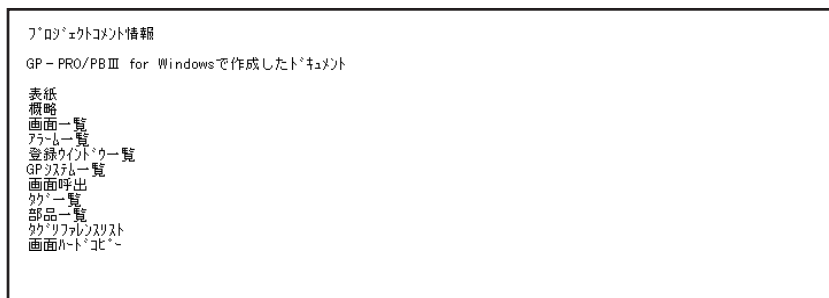 ﾌﾟﾛｼﾞｪｸﾄｺﾒﾝﾄ情報
GP－PRO/PBⅢ for Windowsで作成したﾄﾞｷｭﾒﾝﾄ
表紙
概略
画面一覧
ｱﾗｰﾑ一覧
登録ｳｲﾝﾄﾞｳ一覧
GPｼｽﾃﾑ一覧
画面呼出
ﾀｸﾞ一覧
部品一覧
ﾀｸﾞﾘﾌｧﾚﾝｽﾘｽﾄ
画面ﾊｰﾄﾞｺﾋﾟｰ